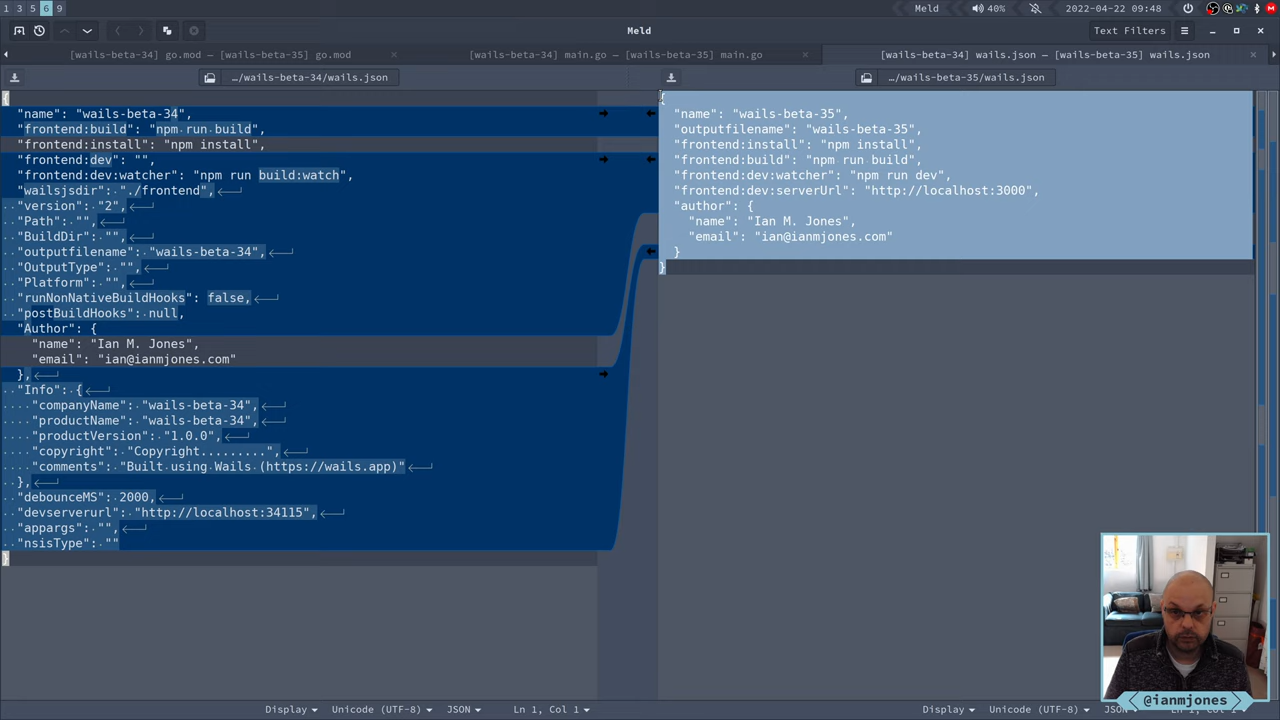 1 3 5 6 9
Meld
40%
2022-04-22 09:48
Meld
Text Filters
[wails-beta-34] go.mod — [wails-beta-35] go.mod
[wails-beta-34] main.go — [wails-beta-35] main.go
[wails-beta-34] wails.json — [wails-beta-35] wails.json
.../wails-beta-34/wails.json
.../wails-beta-35/wails.json
{
"name": "wails-beta-34",
"frontend:build": "npm run build",
"frontend:install": "npm install",
"frontend:dev": "",
"frontend:dev:watcher": "npm run build:watch",
"wailsjsdir": "./frontend",
"version": "2",
"Path": "",
"BuildDir": "",
"outputfilename": "wails-beta-34",
"OutputType": "",
"Platform": "",
"runNonNativeBuildHooks": false,
"postBuildHooks": null,
"Author": {
"name": "Ian M. Jones",
"email": "ian@ianmjones.com"
},
"Info": {
"companyName": "wails-beta-34",
"productName": "wails-beta-34",
"productVersion": "1.0.0",
"copyright": "Copyright.........",
"comments": "Built using Wails (https://wails.app)"
},
"debounceMS": 2000,
"devserverurl": "http://localhost:34115",
"appargs": "",
"nsisType": ""
}
{
"name": "wails-beta-35",
"outputfilename": "wails-beta-35",
"frontend:install": "npm install",
"frontend:build": "npm run build",
"frontend:dev:watcher": "npm run dev",
"frontend:dev:serverUrl": "http://localhost:3000",
"author": {
"name": "Ian M. Jones",
"email": "ian@ianmjones.com"
}
}
@ianmjones
Display
Unicode (UTF-8)
JSON
Ln 1, Col 1
Display
Unicode (UTF-8)
JSON
Ln 1, Col 1